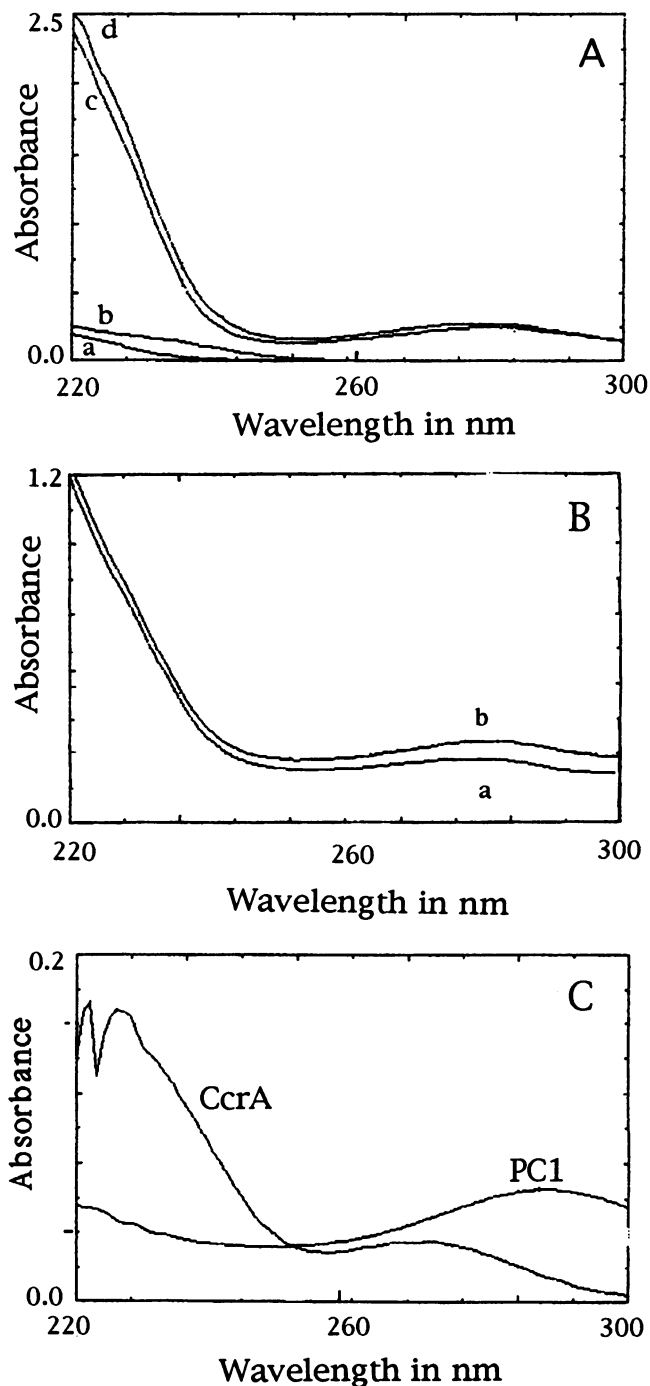 2.5
d
A
c
Absorbance
b
a
0.0
220
260
300
Wavelength in nm
1.2
B
Absorbance
b
a
0.0
220
260
300
Wavelength in nm
0.2
C
CcrA
Absorbance
PC1
0.0
220
260
300
Wavelength in nm